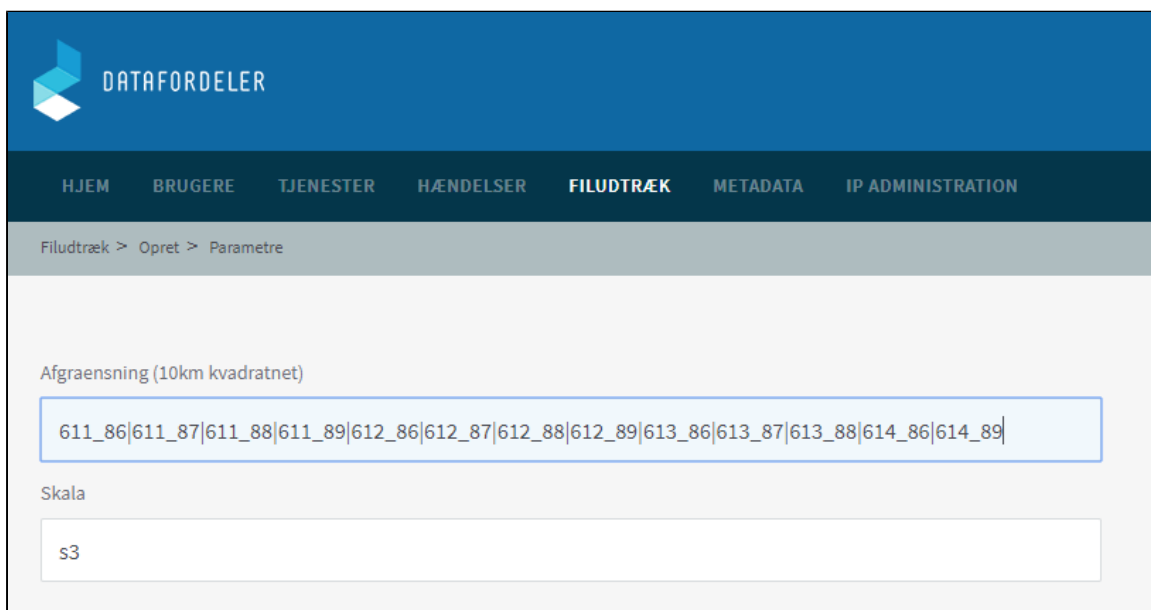 DATAFORDELER
HJEM BRUGERE TJENESTER HÆNDELSER FILUDTRÆK METADATA IP ADMINISTRATION
Filudtræk > Opret > Parametre
Afgraensning (10km kvadratnet)
611_86|611_87|611_88|611_89|612_86|612_87|612_88|612_89|613_86|613_87|613_88|614_86|614_89
Skala
s3